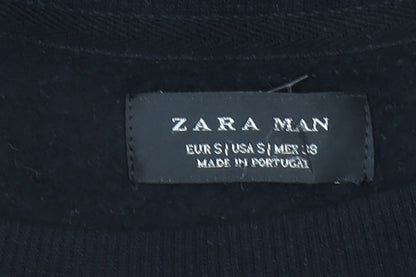 ZARA MAN
EUR S | USA S | MEX 38
MADE IN PORTUGAL